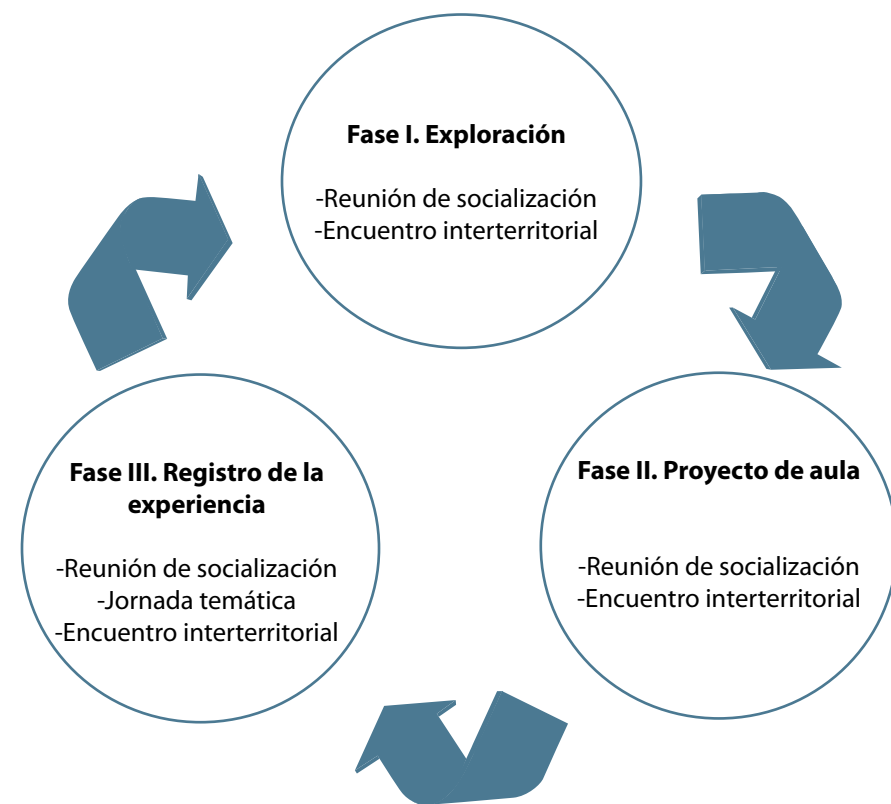 Fase I. Exploración
-Reunión de socialización
-Encuentro interterritorial
Fase II. Proyecto de aula
-Reunión de socialización
-Encuentro interterritorial
Fase III. Registro de la
experiencia
-Reunión de socialización
-Jornada temática
-Encuentro interterritorial